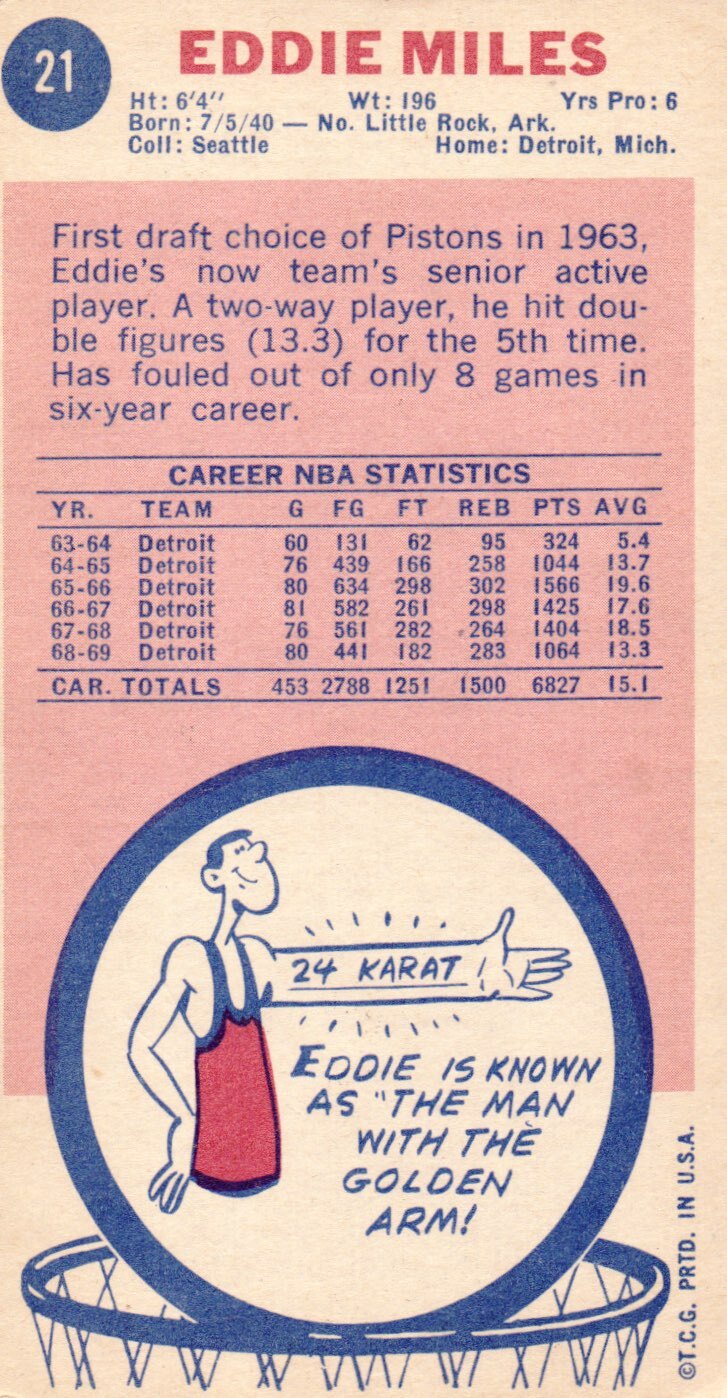 21
EDDIE MILES
Ht: 6'4" Wt: 196 Yrs Pro: 6
Born: 7/5/40 — No. Little Rock, Ark.
Coll: Seattle Home: Detroit, Mich.
First draft choice of Pistons in 1963,
Eddie's now team's senior active
player. A two-way player, he hit dou-
ble figures (13.3) for the 5th time.
Has fouled out of only 8 games in
six-year career.
CAREER NBA STATISTICS
YR. TEAM G FG FT REB PTS AVG
63-64 Detroit 60 131 62 95 324 5.4
64-65 Detroit 76 439 166 258 1044 13.7
65-66 Detroit 80 634 298 302 1566 19.6
66-67 Detroit 81 582 261 298 1425 17.6
67-68 Detroit 76 561 282 264 1404 18.5
68-69 Detroit 80 441 182 283 1064 13.3
CAR. TOTALS 453 2788 1251 1500 6827 15.1
24 KARAT
EDDIE IS KNOWN
AS "THE MAN
WITH THE
GOLDEN
ARM!
©T.C.G. PRTD. IN U.S.A.